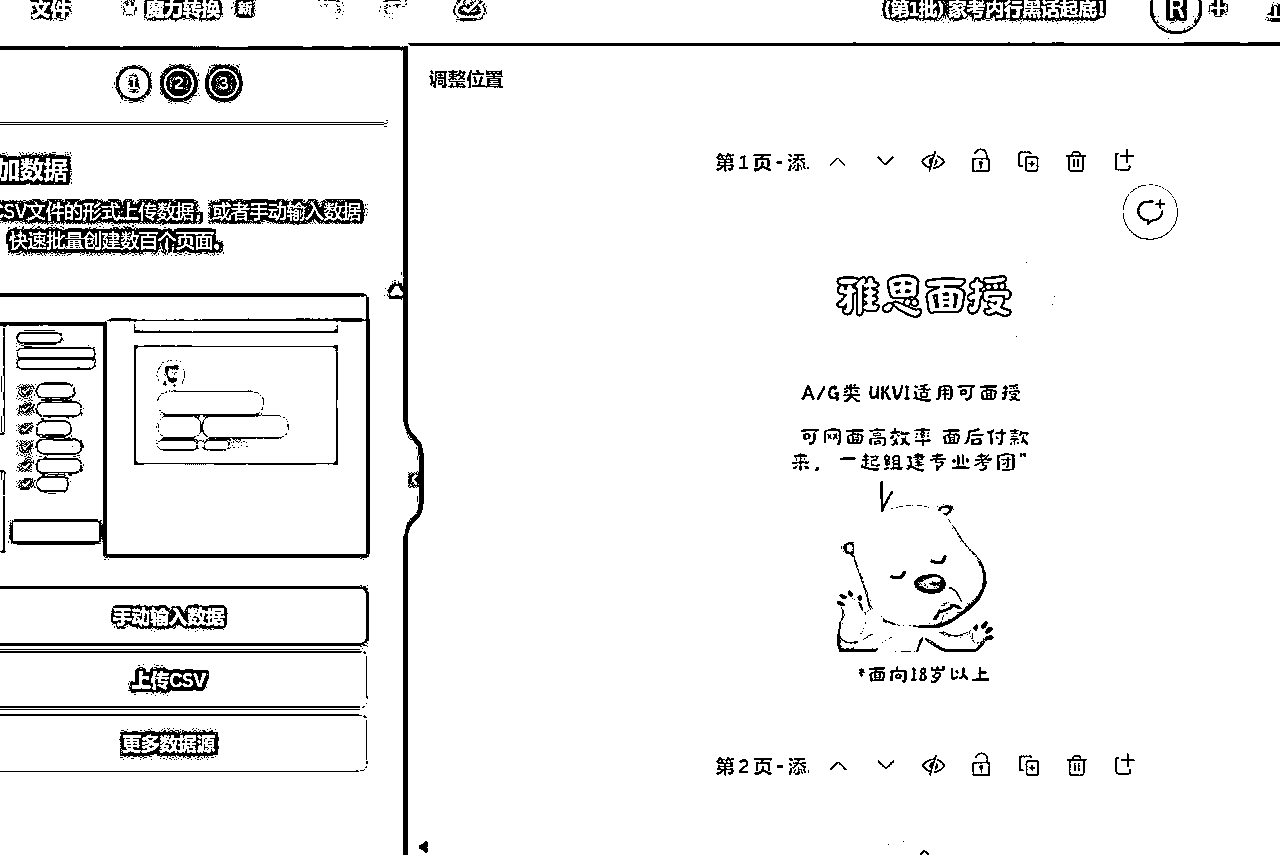 文件 魔力转换 新
(第1批) 家考内行黑话起底!
R
1 2 3
加数据
CSV文件的形式上传数据，或者手动输入数据
快速批量创建数百个页面。
手动输入数据
上传CSV
更多数据源
调整位置
第1页-添
雅思面授
A/G类 UKVI适用可面授
可网面高效率 面后付款
来，一起组建专业考团"
*面向18岁以上
第2页-添